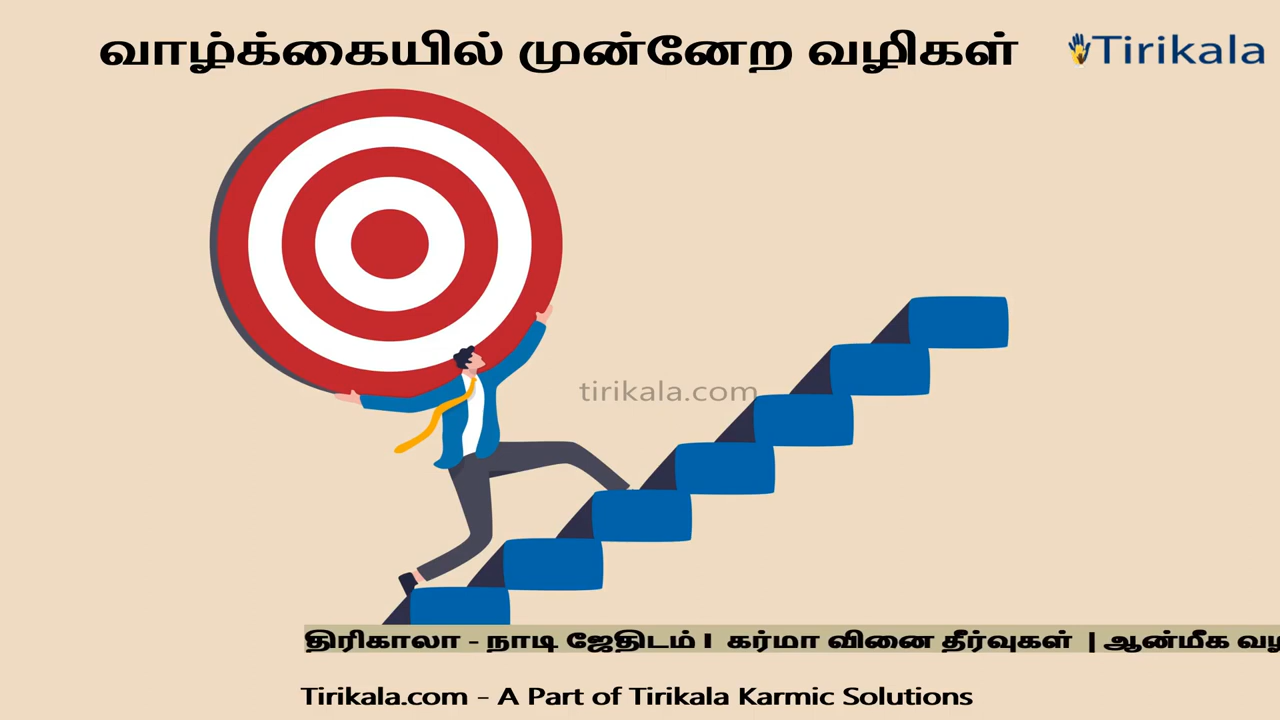 வாழ்க்கையில் முன்னேற வழிகள்
Tirikala
tirikala.com
திரிகாலா - நாடி ஜேதிடம் I கர்மா வினை தீர்வுகள் | ஆன்மீக
Tirikala.com - A Part of Tirikala Karmic Solutions